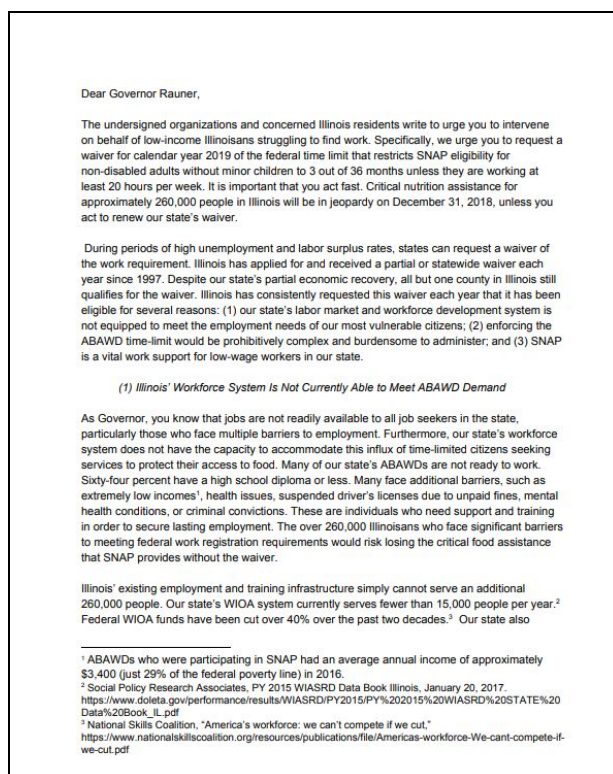 Dear Governor Rauner,
The undersigned organizations and concerned Illinois residents write to urge you to intervene
on behalf of low-income Illinoisans struggling to find work. Specifically, we urge you to request a
waiver for calendar year 2019 of the federal time limit that restricts SNAP eligibility for
non-disabled adults without minor children to 3 out of 36 months unless they are working at
least 20 hours per week. It is important that you act fast. Critical nutrition assistance for
approximately 260,000 people in Illinois will be in jeopardy on December 31, 2018, unless you
act to renew our state's waiver.
During periods of high unemployment and labor surplus rates, states can request a waiver of
the work requirement. Illinois has applied for and received a partial or statewide waiver each
year since 1997. Despite our state's partial economic recovery, all but one county in Illinois still
qualifies for the waiver. Illinois has consistently requested this waiver each year that it has been
eligible for several reasons: (1) our state's labor market and workforce development system is
not equipped to meet the employment needs of our most vulnerable citizens; (2) enforcing the
ABAWD time-limit would be prohibitively complex and burdensome to administer; and (3) SNAP
is a vital work support for low-wage workers in our state.
(1) Illinois' Workforce System Is Not Currently Able to Meet ABAWD Demand
As Governor, you know that jobs are not readily available to all job seekers in the state,
particularly those who face multiple barriers to employment. Furthermore, our state's workforce
system does not have the capacity to accommodate this influx of time-limited citizens seeking
services to protect their access to food. Many of our state's ABAWDs are not ready to work.
Sixty-four percent have a high school diploma or less. Many face additional barriers, such as
extremely low incomes¹, health issues, suspended driver's licenses due to unpaid fines, mental
health conditions, or criminal convictions. These are individuals who need support and training
in order to secure lasting employment. The over 260,000 Illinoisans who face significant barriers
to meeting federal work registration requirements would risk losing the critical food assistance
that SNAP provides without the waiver.
Illinois' existing employment and training infrastructure simply cannot serve an additional
260,000 people. Our state's WIOA system currently serves fewer than 15,000 people per year.²
Federal WIOA funds have been cut over 40% over the past two decades.³ Our state also
¹ ABAWDs who were participating in SNAP had an average annual income of approximately
$3,400 (just 29% of the federal poverty line) in 2016.
² Social Policy Research Associates, PY 2015 WIASRD Data Book Illinois, January 20, 2017.
https://www.doleta.gov/performance/results/WIASRD/PY2015/PY%202015%20WIASRD%20STATE%20
Data%20Book_IL.pdf
³ National Skills Coalition, "America's workforce: we can't compete if we cut,"
https://www.nationalskillscoalition.org/resources/publications/file/Americas-workforce-We-cant-compete-if-
we-cut.pdf